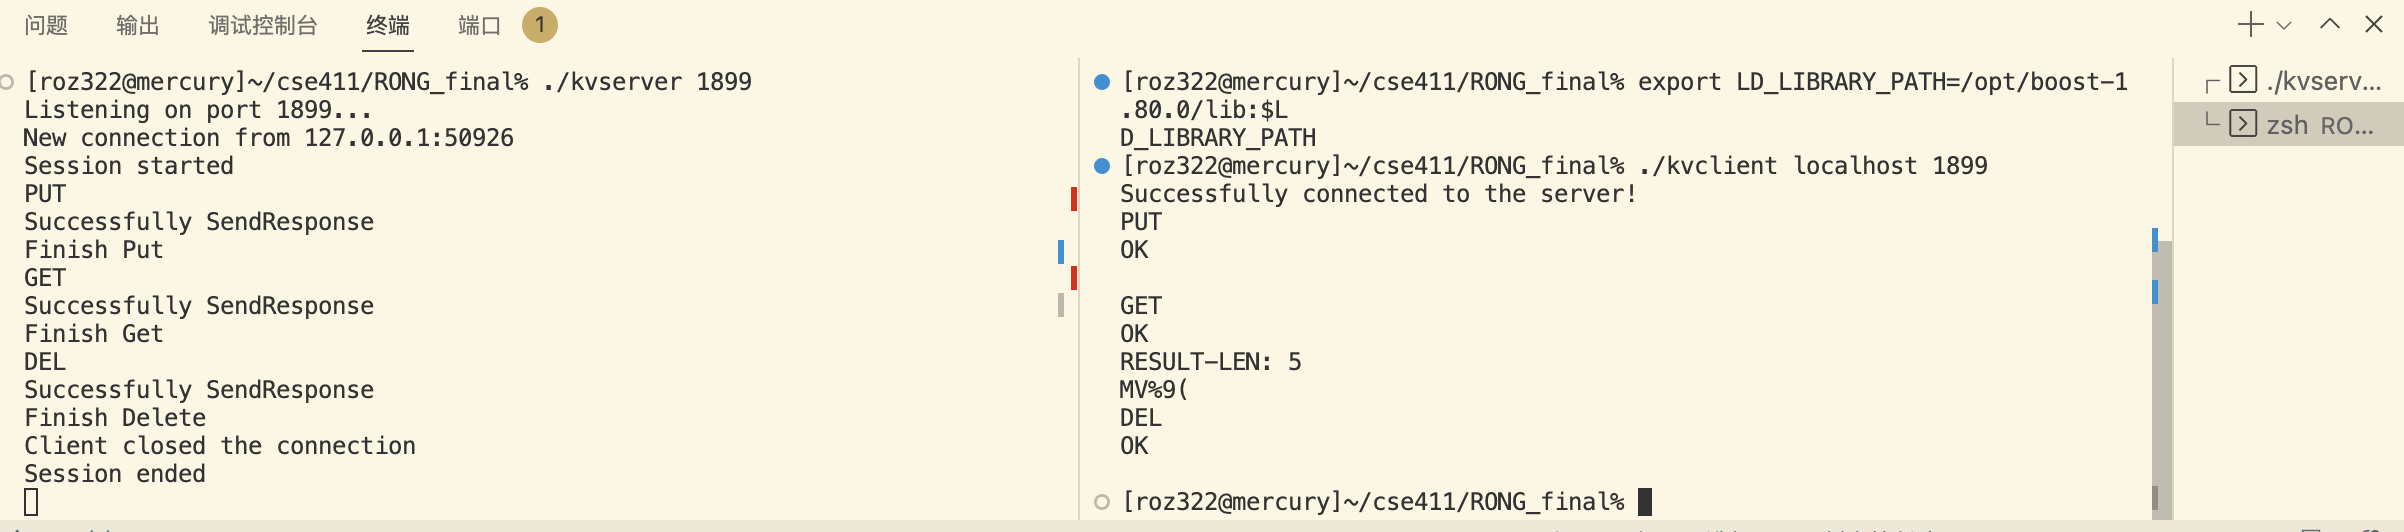 问题 输出 调试控制台 终端 端口 1
[roz322@mercury]~/cse411/RONG_final% ./kvserver 1899
Listening on port 1899...
New connection from 127.0.0.1:50926
Session started
PUT
Successfully SendResponse
Finish Put
GET
Successfully SendResponse
Finish Get
DEL
Successfully SendResponse
Finish Delete
Client closed the connection
Session ended
[roz322@mercury]~/cse411/RONG_final% export LD_LIBRARY_PATH=/opt/boost-1
.80.0/lib:$L
D_LIBRARY_PATH
[roz322@mercury]~/cse411/RONG_final% ./kvclient localhost 1899
Successfully connected to the server!
PUT
OK
GET
OK
RESULT-LEN: 5
MV%9(
DEL
OK
[roz322@mercury]~/cse411/RONG_final%
./kvserv...
zsh RO...